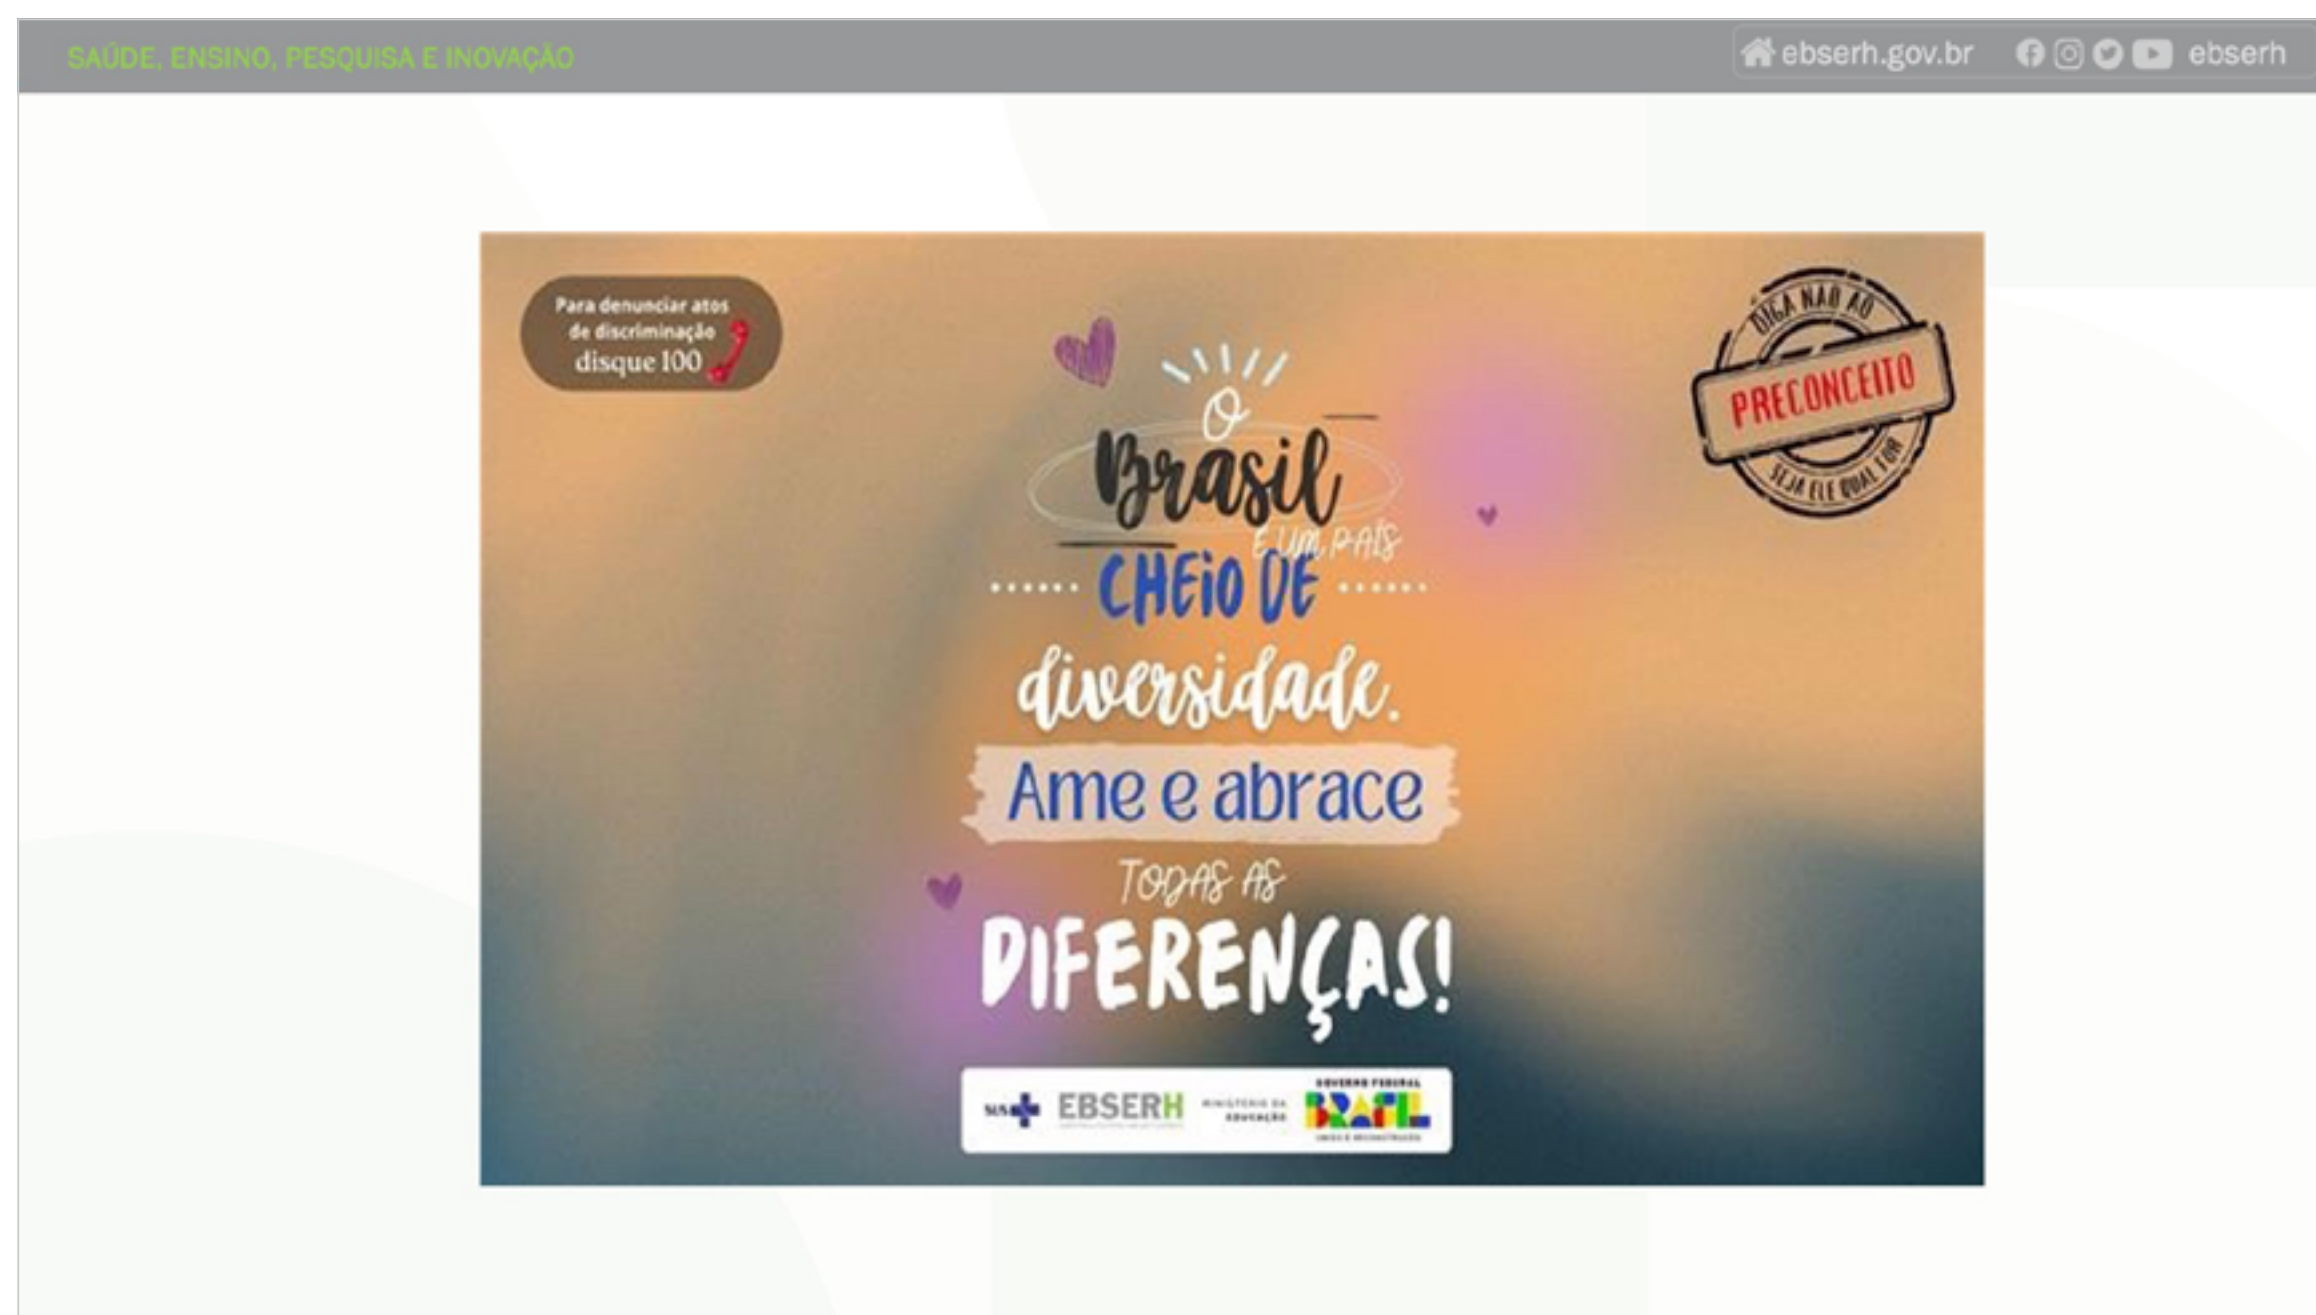 SAÚDE, ENSINO, PESQUISA E INOVAÇÃO
ebserh.gov.br ebserh
Para denunciar atos
de discriminação
disque 100
DIGA NÃO AO
PRECONCEITO
SEJA ELE QUAL FOR
O
Brasil
É UM PAÍS
CHEIO DE
diversidade.
Ame e abrace
TODAS AS
DIFERENÇAS!
SUS
EBSERH
MINISTÉRIO DA
EDUCAÇÃO
GOVERNO FEDERAL
BRASIL
UNIÃO E RECONSTRUÇÃO